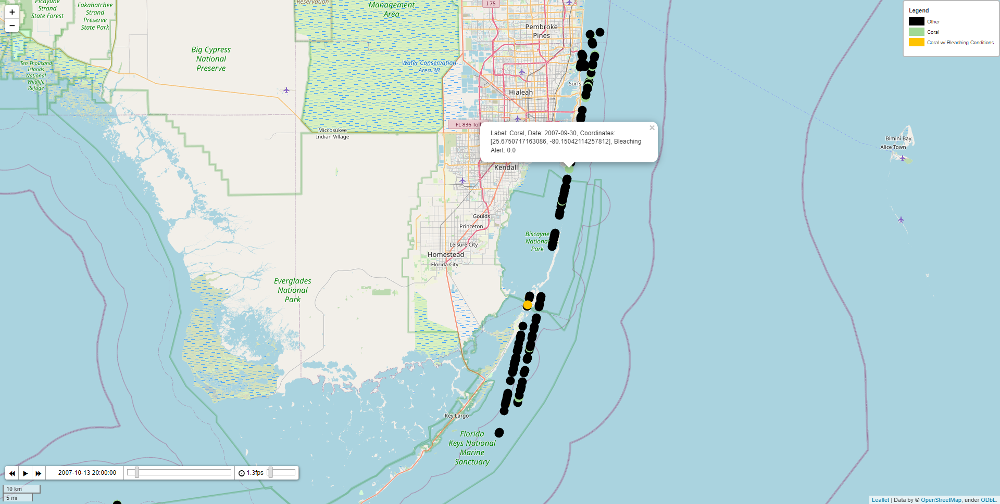 +
−
Picayune
Strand
State Forest
Fakahatchee
Strand
Preserve
State Park
Reservation
Management
Area
I 75
Pembroke
Pines
Legend
Other
Coral
Coral w/ Bleaching Conditions
Big Cypress
National
Preserve
Ten Thousand
Islands
National
Wildlife
Refuge
Water Conservation
Area 3B
Surfsi
Hialeah
FL 836 Toll
Miccosukee
Indian Village
Label: Coral, Date: 2007-09-30, Coordinates:
[25.6750717163086, -80.15042114257812], Bleaching
Alert: 0.0
×
Bimini Bay
Alice Town
Kendall
Goulds
Princeton
Leisure City
Homestead
Florida City
Biscayne
National
Park
Everglades
National
Park
Key Largo
Florida
Keys National
Marine
Sanctuary
2007-10-13 20:00:00
1.3fps
10 km
5 mi
Leaflet | Data by © OpenStreetMap, under ODbL.